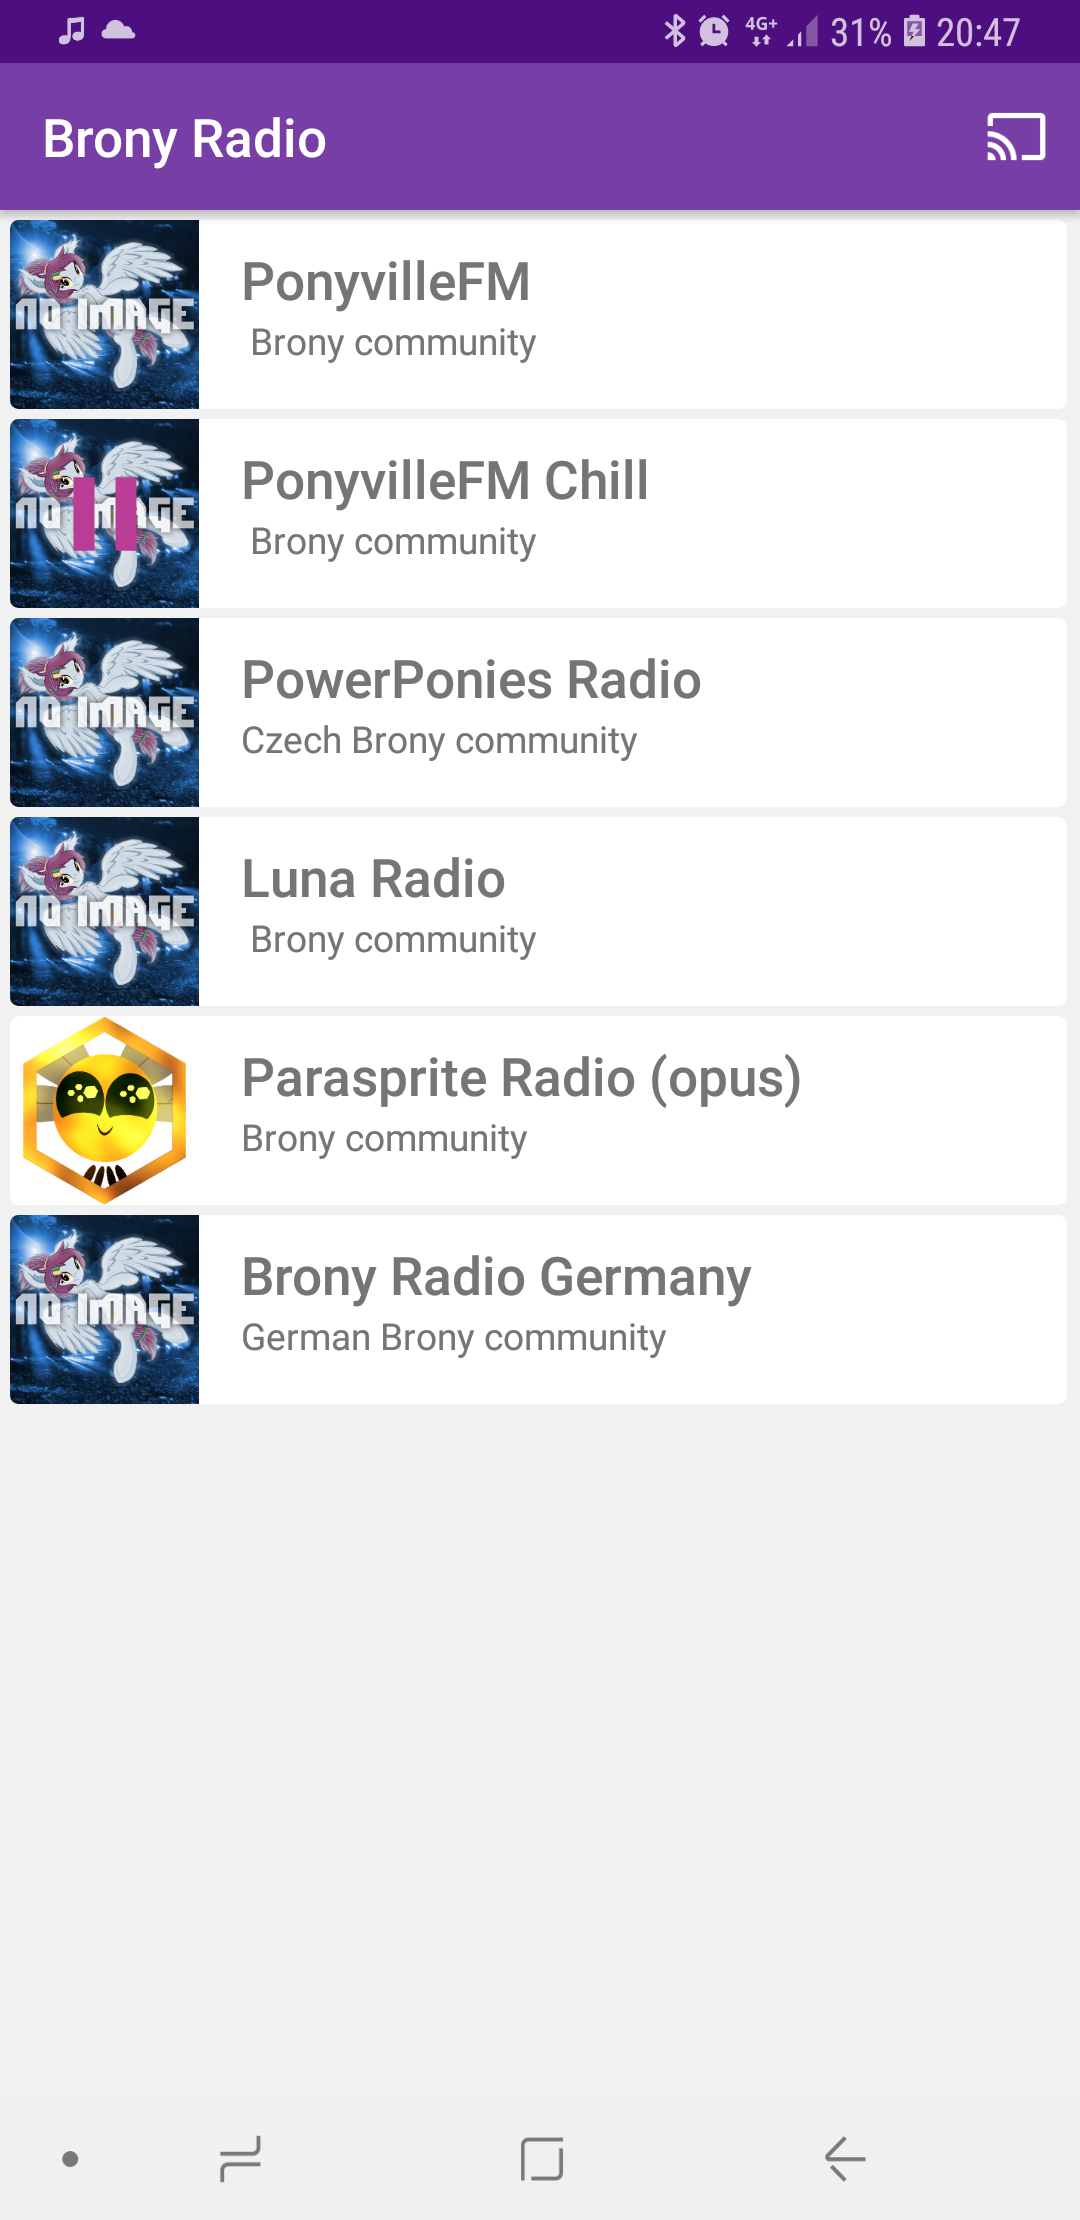 4G+ 31% 20:47
Brony Radio
NO IMAGE
PonyvilleFM
Brony community
NO IMAGE
PonyvilleFM Chill
Brony community
NO IMAGE
PowerPonies Radio
Czech Brony community
NO IMAGE
Luna Radio
Brony community
Parasprite Radio (opus)
Brony community
NO IMAGE
Brony Radio Germany
German Brony community